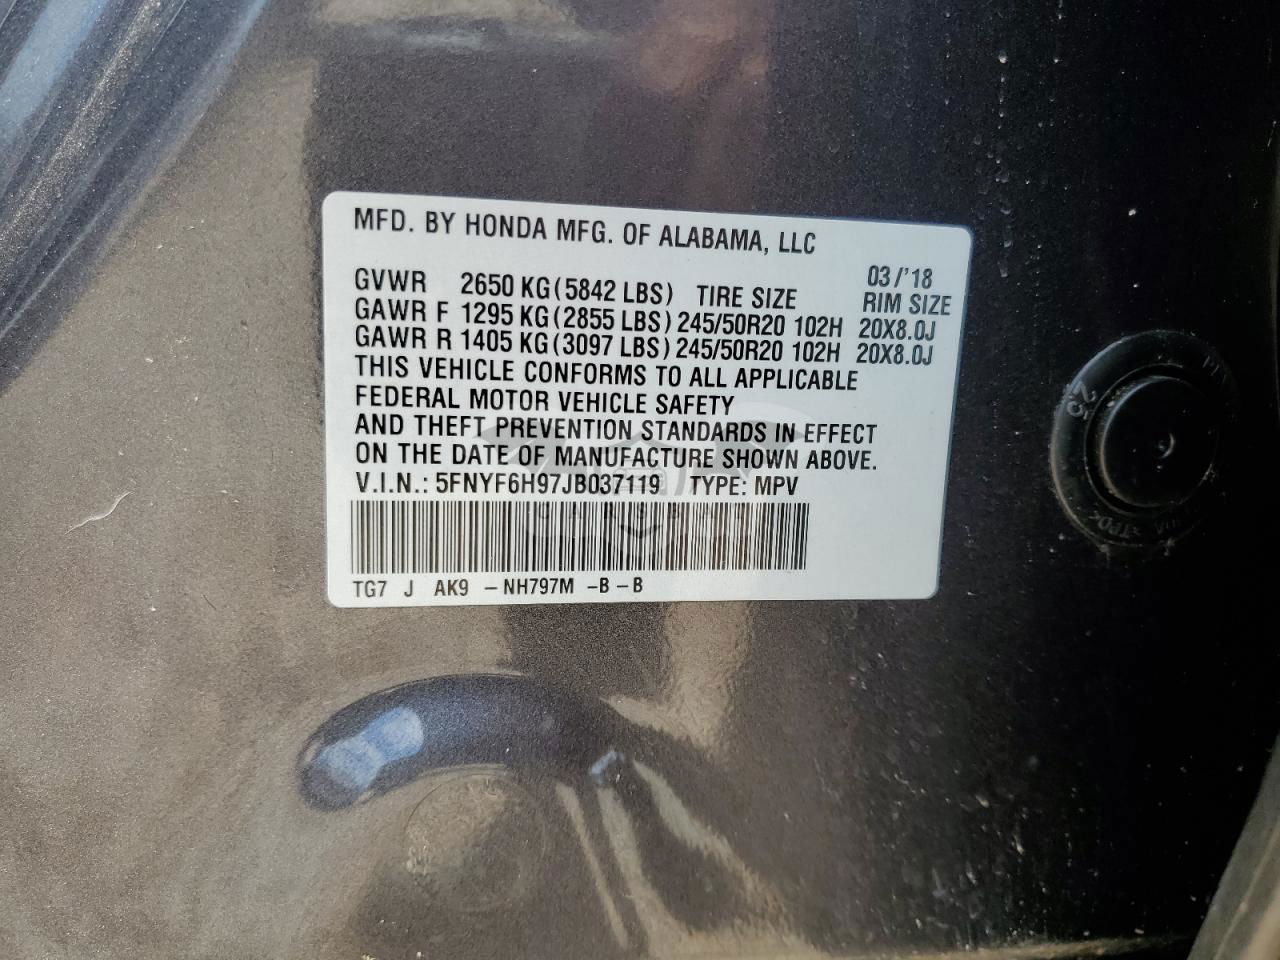 MFD. BY HONDA MFG. OF ALABAMA, LLC
03/'18
GVWR 2650 KG(5842 LBS) TIRE SIZE RIM SIZE
GAWR F 1295 KG(2855 LBS) 245/50R20 102H 20X8.0J
GAWR R 1405 KG(3097 LBS) 245/50R20 102H 20X8.0J
THIS VEHICLE CONFORMS TO ALL APPLICABLE
FEDERAL MOTOR VEHICLE SAFETY
AND THEFT PREVENTION STANDARDS IN EFFECT
ON THE DATE OF MANUFACTURE SHOWN ABOVE.
V.I.N.: 5FNYF6H97JB037119 TYPE: MPV
TG7 J AK9 –NH797M –B –B
25